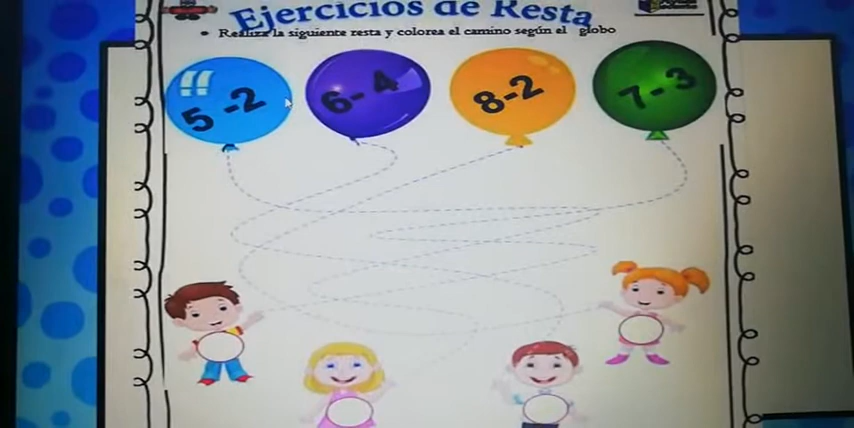 Ejercicios de Resta
• Realiza la siguiente resta y colorea el camino según el globo
5 -2
6- 4
8-2
7- 3